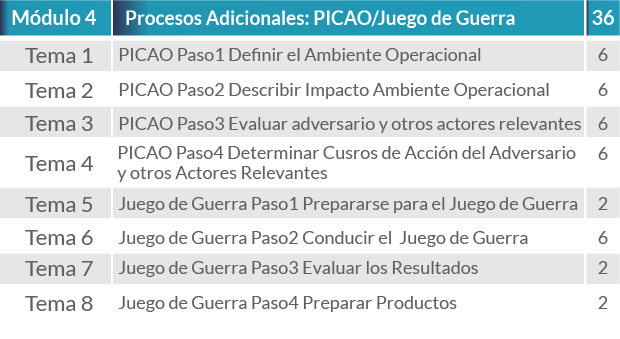 Módulo 4 Procesos Adicionales: PICAO/Juego de Guerra 36
Tema 1 PICAO Paso1 Definir el Ambiente Operacional 6
Tema 2 PICAO Paso2 Describir Impacto Ambiente Operacional 6
Tema 3 PICAO Paso3 Evaluar adversario y otros actores relevantes 6
Tema 4 PICAO Paso4 Determinar Cusros de Acción del Adversario 6
y otros Actores Relevantes
Tema 5 Juego de Guerra Paso1 Prepararse para el Juego de Guerra 2
Tema 6 Juego de Guerra Paso2 Conducir el Juego de Guerra 6
Tema 7 Juego de Guerra Paso3 Evaluar los Resultados 2
Tema 8 Juego de Guerra Paso4 Preparar Productos 2